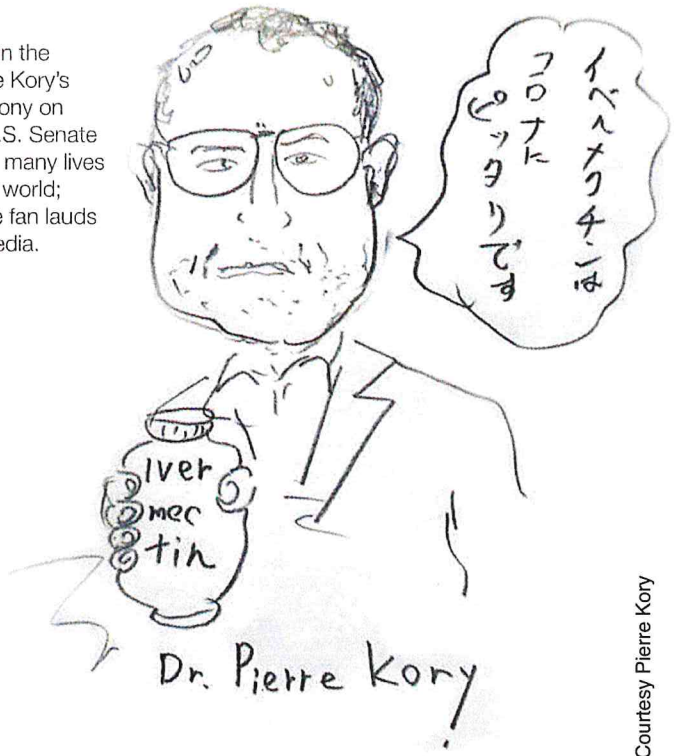 n the
e Kory's
ony on
.S. Senate
many lives
world;
e fan lauds
edia.
イベルメクチンは
コロナに
ピッタリです
Iver
mec
tin
Dr. Pierre Kory
Courtesy Pierre Kory